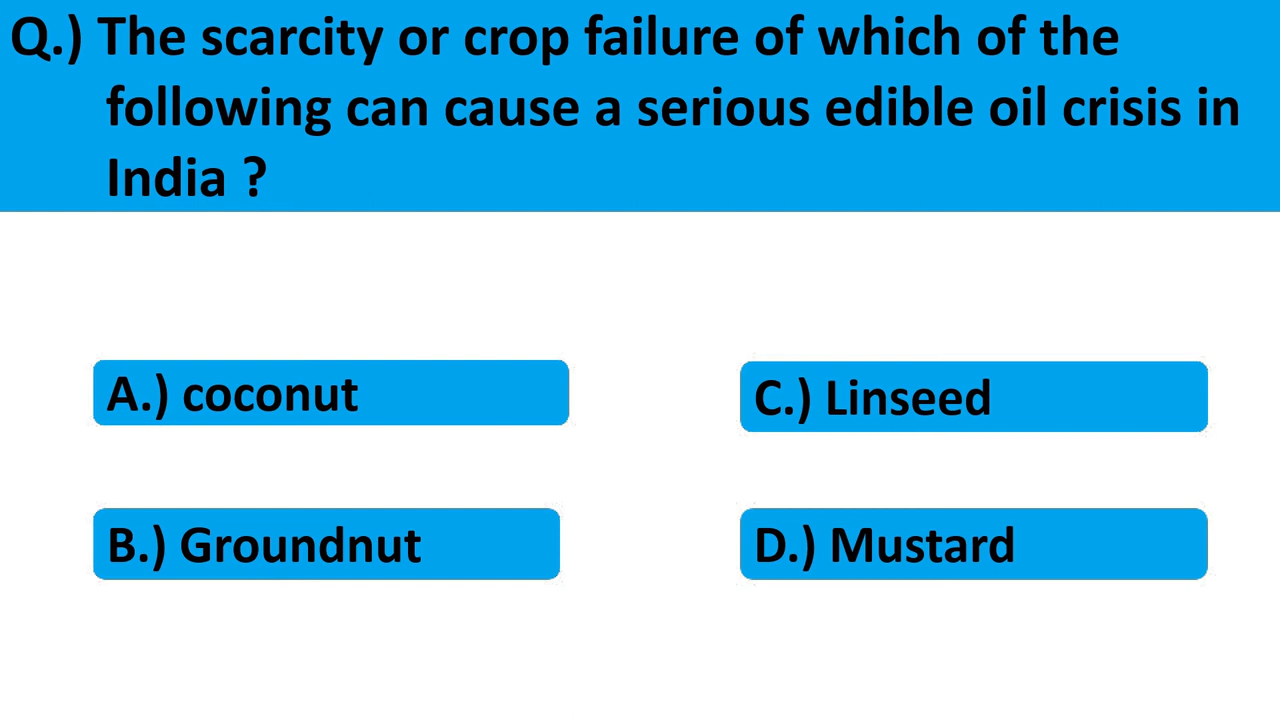 Q.) The scarcity or crop failure of which of the
following can cause a serious edible oil crisis in
India ?
A.) coconut
C.) Linseed
B.) Groundnut
D.) Mustard